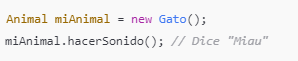 Animal miAnimal = new Gato();
miAnimal.hacerSonido(); // Dice "Miau"